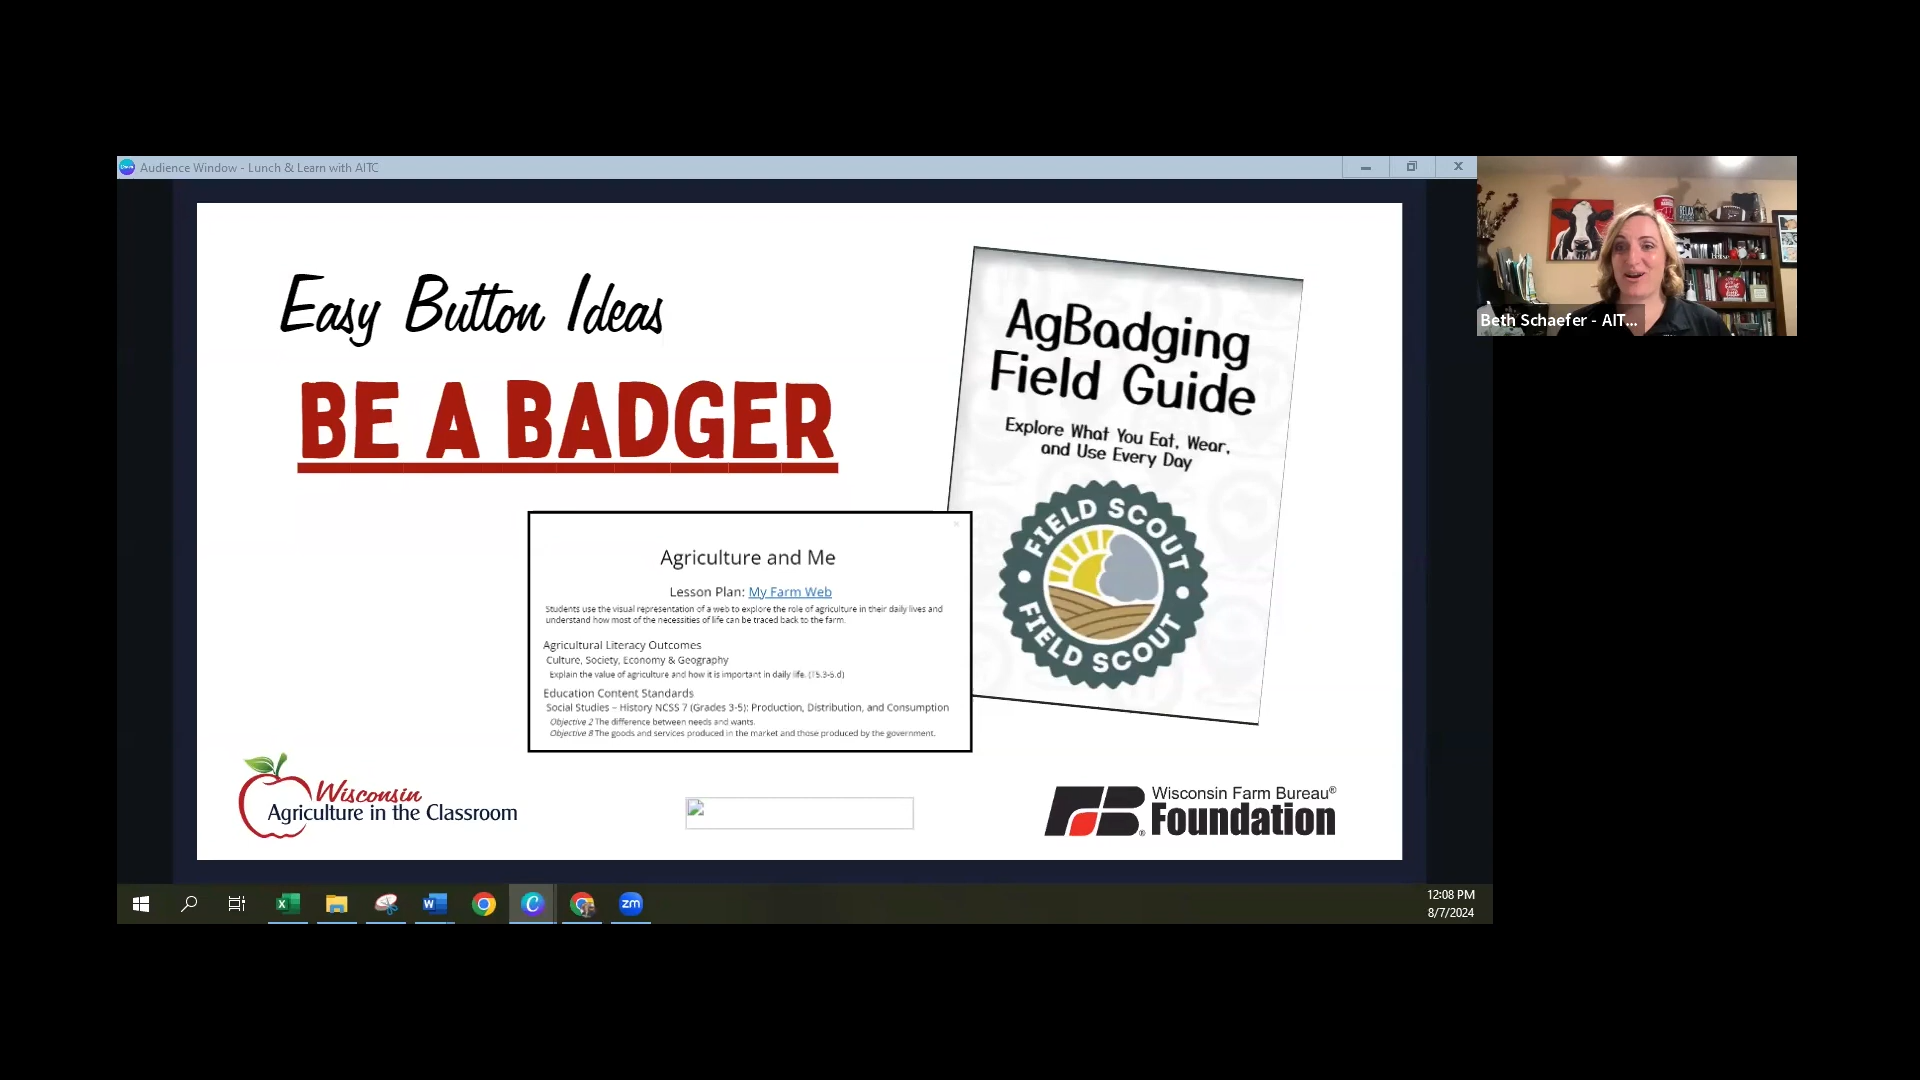 Audience Window - Lunch & Learn with AITC
Beth Schaefer - AIT...
Easy Button Ideas
BE A BADGER
AgBadging
Field Guide
Explore What You Eat, Wear,
and Use Every Day
FIELD SCOUT
FIELD SCOUT
Agriculture and Me
Lesson Plan: My Farm Web
Students use the visual representation of a web to explore the role of agriculture in their daily lives and
understand how most of the necessities of life can be traced back to the farm.
Agricultural Literacy Outcomes
Culture, Society, Economy & Geography
Explain the value of agriculture and how it is important in daily life. (T5.3-5.d)
Education Content Standards
Social Studies – History NCSS 7 (Grades 3-5): Production, Distribution, and Consumption
Objective 2 The difference between needs and wants.
Objective 8 The goods and services produced in the market and those produced by the government.
Wisconsin
Agriculture in the Classroom
Wisconsin Farm Bureau®
Foundation
zm
12:08 PM
8/7/2024